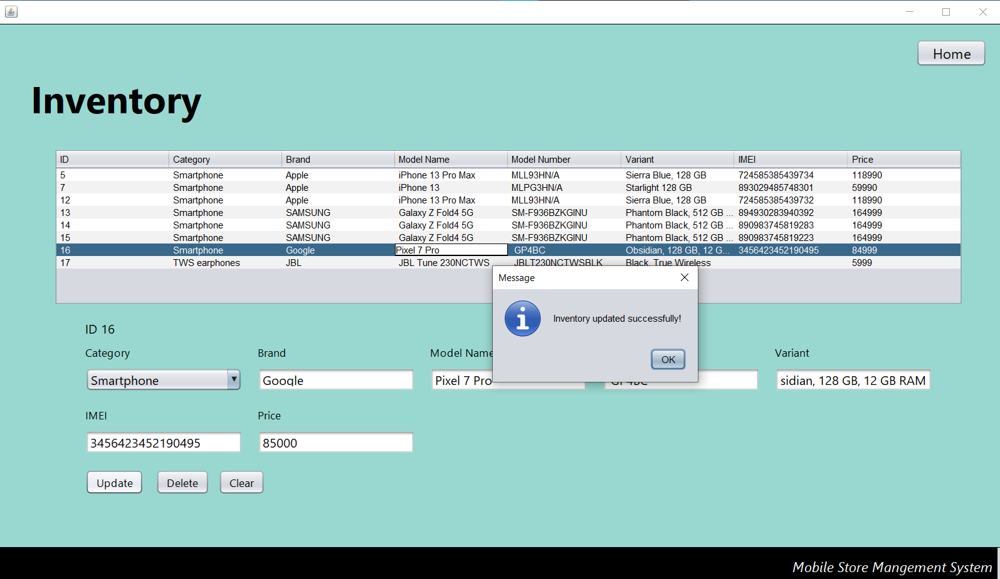 Home
Inventory
ID Category Brand Model Name Model Number Variant IMEI Price
5 Smartphone Apple iPhone 13 Pro Max MLL93HN/A Sierra Blue, 128 GB 724585385439734 118990
7 Smartphone Apple iPhone 13 MLPG3HN/A Starlight 128 GB 893029485748301 59990
12 Smartphone Apple iPhone 13 Pro Max MLL93HN/A Sierra Blue, 128 GB 724585385439732 118990
13 Smartphone SAMSUNG Galaxy Z Fold4 5G SM-F936BZKGINU Phantom Black, 512 GB ... 894930283940392 164999
14 Smartphone SAMSUNG Galaxy Z Fold4 5G SM-F936BZKGINU Phantom Black, 512 GB ... 890983745819283 164999
15 Smartphone SAMSUNG Galaxy Z Fold4 5G SM-F936BZKGINU Phantom Black, 512 GB ... 890983745819223 164999
16 Smartphone Google Pixel 7 Pro GP4BC Obsidian, 128 GB, 12 G... 3456423452190495 84999
17 TWS earphones JBL JBL Tune 230NCTWS JBLT230NCTWSBLK Black, True Wireless 5999
Message
Inventory updated successfully!
OK
ID 16
Category Brand Model Name Variant
Smartphone Google Pixel 7 Pro GP4BC sidian, 128 GB, 12 GB RAM
IMEI Price
3456423452190495 85000
Update Delete Clear
Mobile Store Mangement System